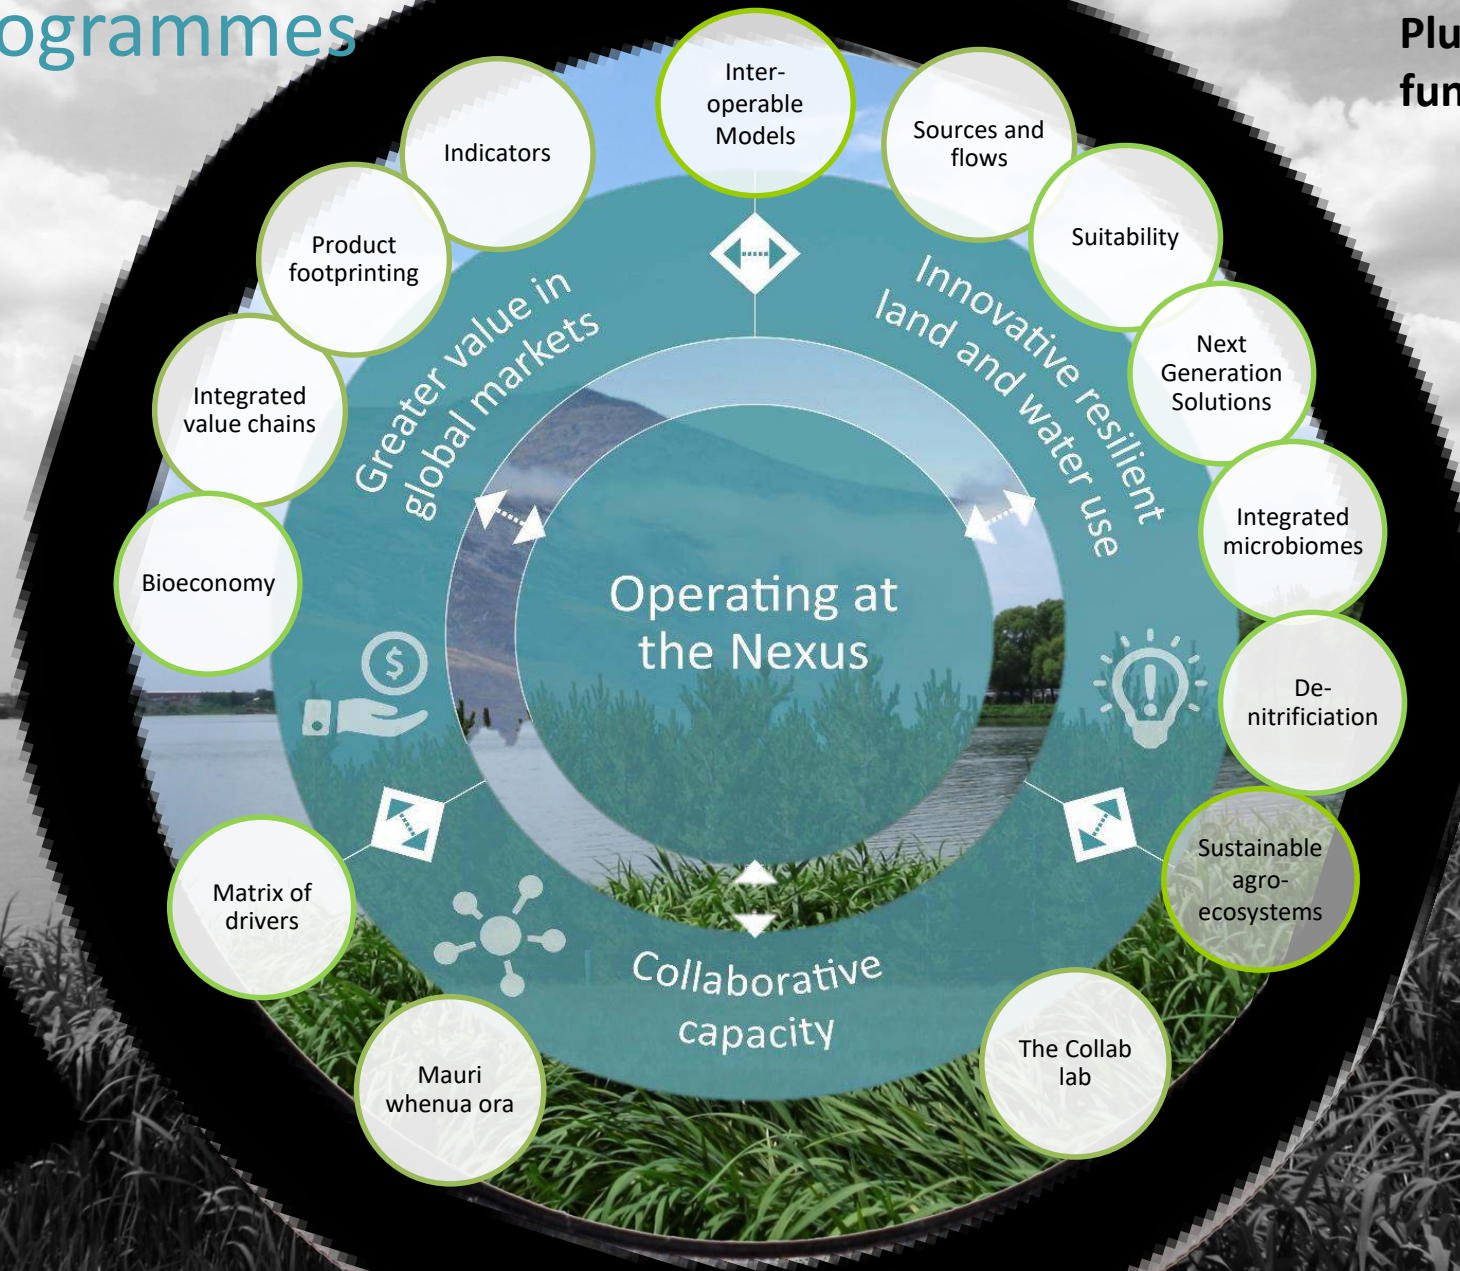 ogrammes
Plu
fun
Inter-
operable
Models
Sources and
flows
Suitability
Next
Generation
Solutions
Integrated
microbiomes
De-
nitrificiation
Sustainable
agro-
ecosystems
The Collab
lab
Mauri
whenua ora
Matrix of
drivers
Bioeconomy
Integrated
value chains
Product
footprinting
Indicators
Greater value in
global markets
Innovative resilient
land and water use
Collaborative
capacity
Operating at
the Nexus
$